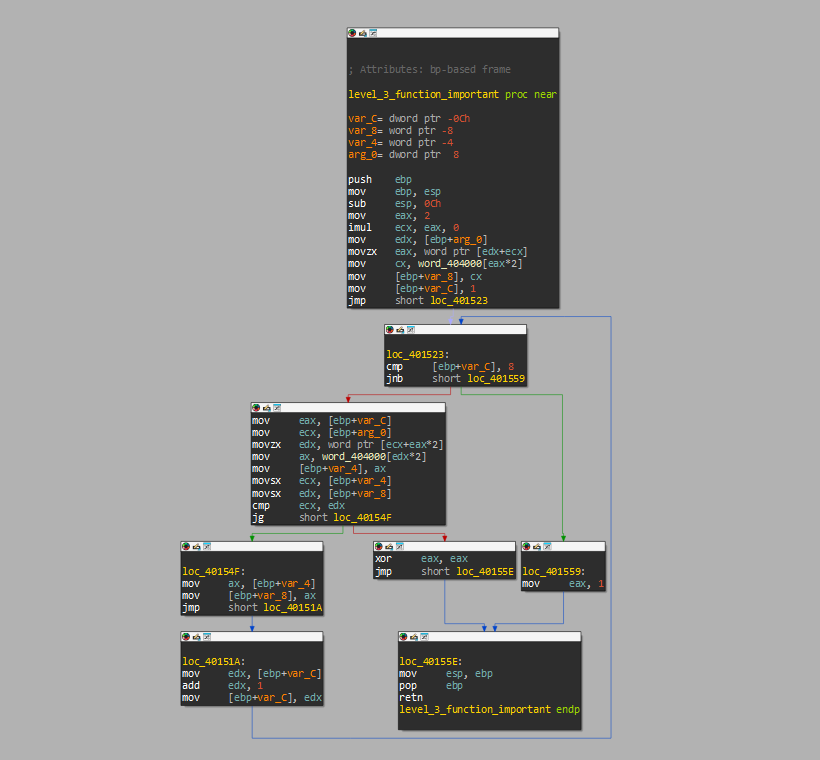 ; Attributes: bp-based frame
level_3_function_important proc near
var_C= dword ptr -0Ch
var_8= word ptr -8
var_4= word ptr -4
arg_0= dword ptr  8
push    ebp
mov     ebp, esp
sub     esp, 0Ch
mov     eax, 2
imul    ecx, eax, 0
mov     edx, [ebp+arg_0]
movzx   eax, word ptr [edx+ecx]
mov     cx, word_404000[eax*2]
mov     [ebp+var_8], cx
mov     [ebp+var_C], 1
jmp     short loc_401523
loc_401523:
cmp     [ebp+var_C], 8
jnb     short loc_401559
mov     eax, [ebp+var_C]
mov     ecx, [ebp+arg_0]
movzx   edx, word ptr [ecx+eax*2]
mov     ax, word_404000[edx*2]
mov     [ebp+var_4], ax
movsx   ecx, [ebp+var_4]
movsx   edx, [ebp+var_8]
cmp     ecx, edx
jg      short loc_40154F
loc_40154F:
mov     ax, [ebp+var_4]
mov     [ebp+var_8], ax
jmp     short loc_40151A
xor     eax, eax
jmp     short loc_40155E
loc_401559:
mov     eax, 1
loc_40151A:
mov     edx, [ebp+var_C]
add     edx, 1
mov     [ebp+var_C], edx
loc_40155E:
mov     esp, ebp
pop     ebp
retn
level_3_function_important endp